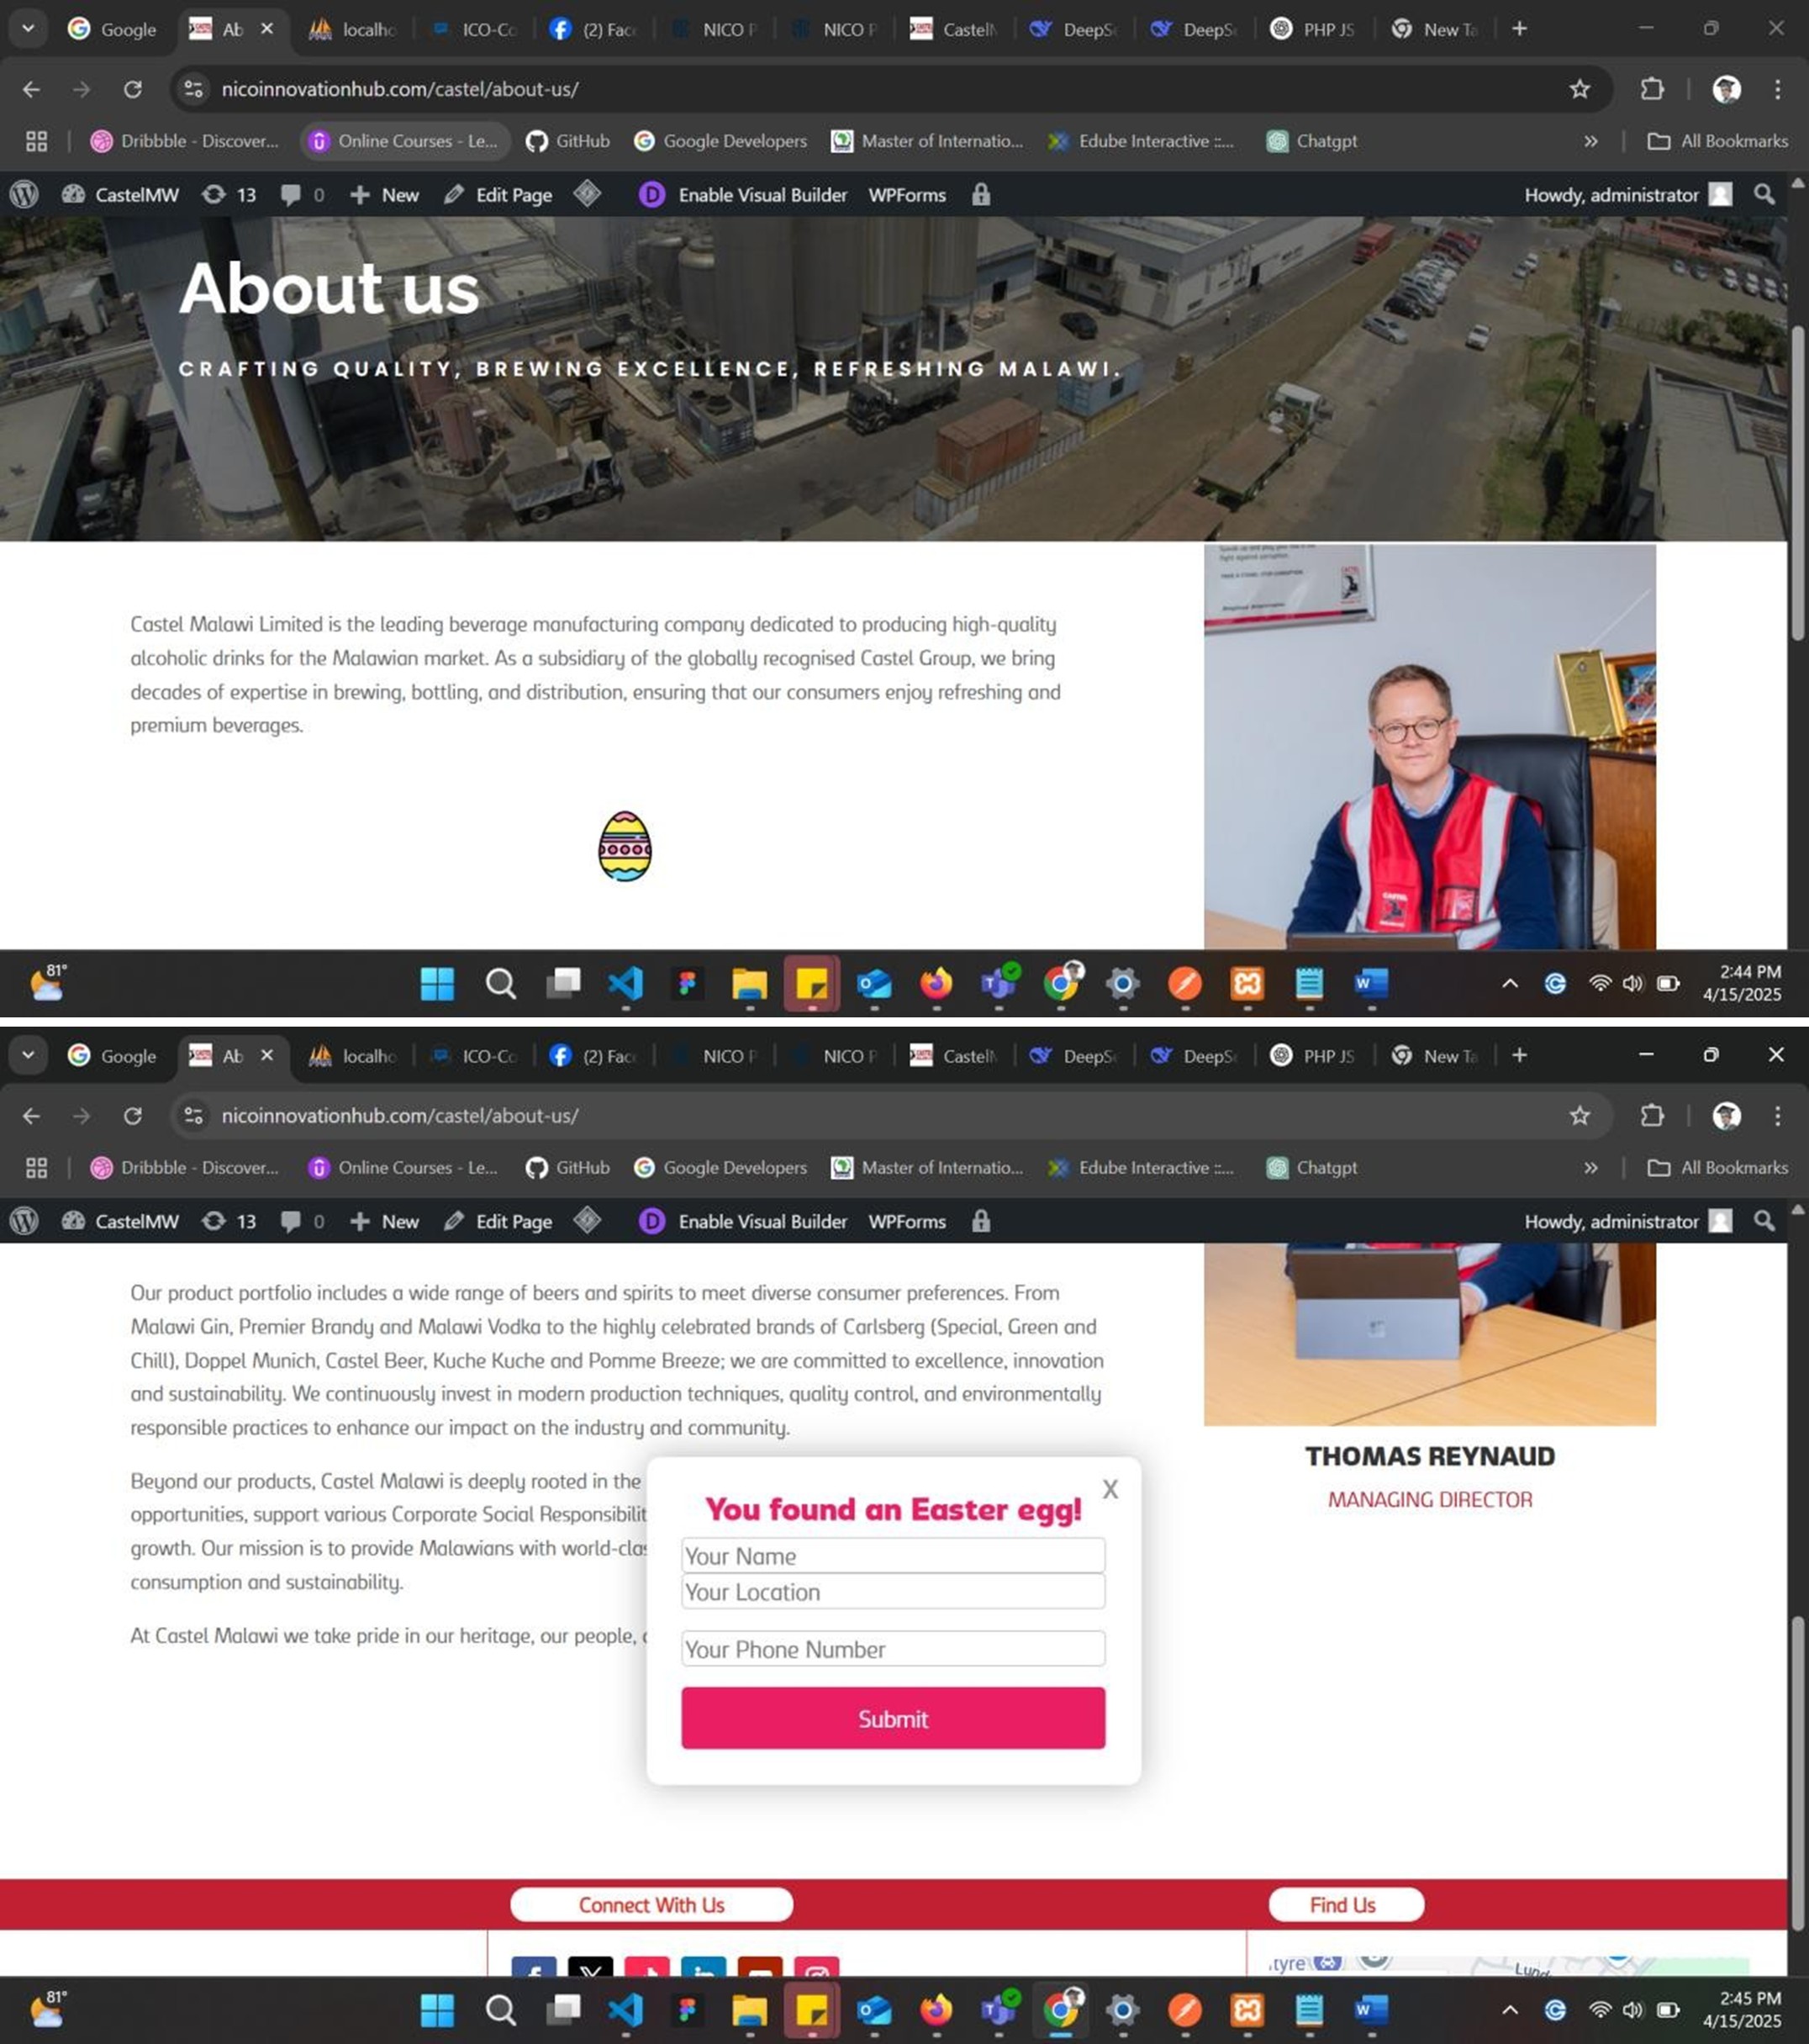 Google
Ab
localho
ICO-Co
(2) Fac
NICO P
NICO P
CastelM
DeepS
DeepS
PHP JS
New Ta
nicoinnovationhub.com/castel/about-us/
Dribbble - Discover...
Online Courses - Le...
GitHub
Google Developers
Master of Internatio...
Edube Interactive ::...
Chatgpt
All Bookmarks
CastelMW
13
0
New
Edit Page
Enable Visual Builder
WPForms
Howdy, administrator
About us
CRAFTING QUALITY, BREWING EXCELLENCE, REFRESHING MALAWI.
Castel Malawi Limited is the leading beverage manufacturing company dedicated to producing high-quality
alcoholic drinks for the Malawian market. As a subsidiary of the globally recognised Castel Group, we bring
decades of expertise in brewing, bottling, and distribution, ensuring that our consumers enjoy refreshing and
premium beverages.
81°
2:44 PM
4/15/2025
Google
Ab
localho
ICO-Co
(2) Fac
NICO P
NICO P
CastelM
DeepS
DeepS
PHP JS
New Ta
nicoinnovationhub.com/castel/about-us/
Dribbble - Discover...
Online Courses - Le...
GitHub
Google Developers
Master of Internatio...
Edube Interactive ::...
Chatgpt
All Bookmarks
CastelMW
13
0
New
Edit Page
Enable Visual Builder
WPForms
Howdy, administrator
Our product portfolio includes a wide range of beers and spirits to meet diverse consumer preferences. From
Malawi Gin, Premier Brandy and Malawi Vodka to the highly celebrated brands of Carlsberg (Special, Green and
Chill), Doppel Munich, Castel Beer, Kuche Kuche and Pomme Breeze; we are committed to excellence, innovation
and sustainability. We continuously invest in modern production techniques, quality control, and environmentally
responsible practices to enhance our impact on the industry and community.
Beyond our products, Castel Malawi is deeply rooted in the
opportunities, support various Corporate Social Responsibilit
growth. Our mission is to provide Malawians with world-clas
consumption and sustainability.
At Castel Malawi we take pride in our heritage, our people,
X
You found an Easter egg!
Your Name
Your Location
Your Phone Number
Submit
THOMAS REYNAUD
MANAGING DIRECTOR
Connect With Us
Find Us
tyre
Lund
81°
2:45 PM
4/15/2025